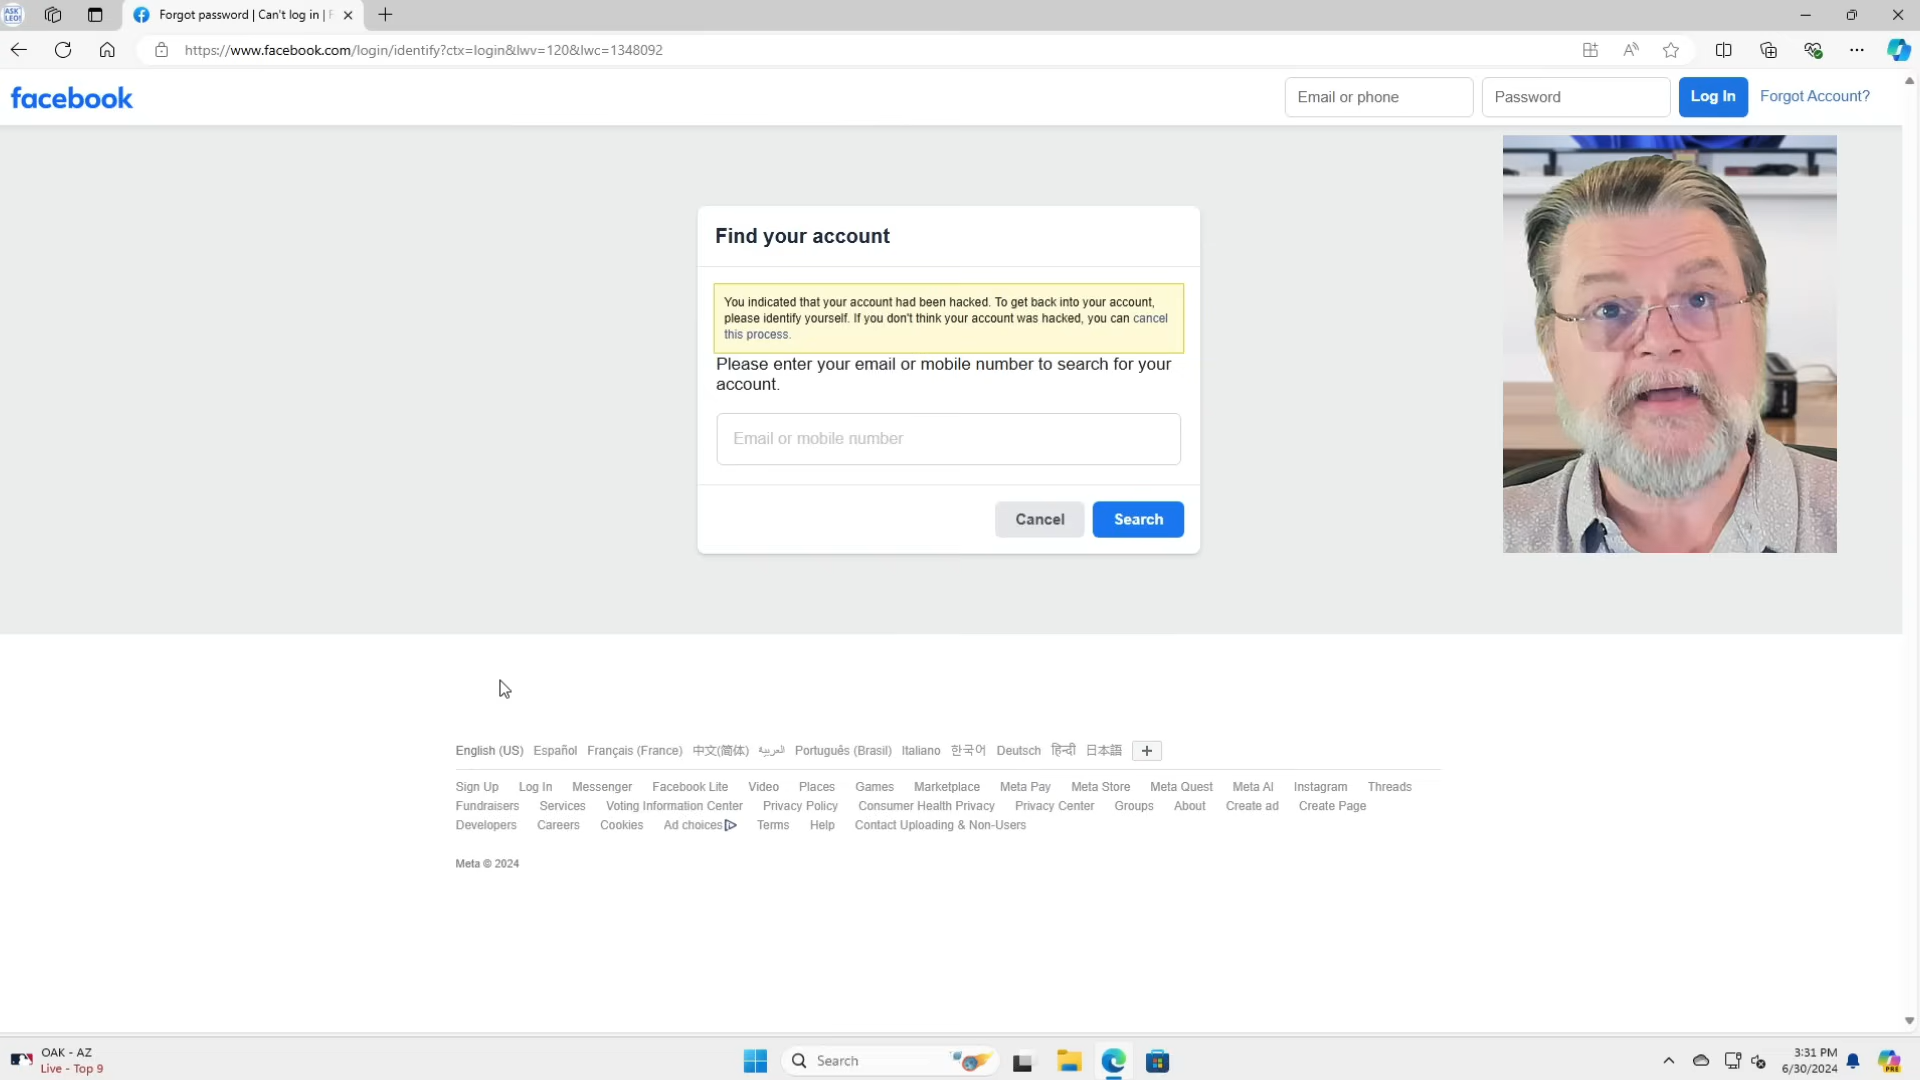 ASK LEO!
Forgot password | Can't log in | F
https://www.facebook.com/login/identify?ctx=login&lwv=120&lwc=1348092
facebook
Email or phone
Password
Log In
Forgot Account?
Find your account
You indicated that your account had been hacked. To get back into your account,
please identify yourself. If you don't think your account was hacked, you can cancel
this process.
Please enter your email or mobile number to search for your
account.
Email or mobile number
Cancel
Search
English (US) Español Français (France) 中文(简体) العربية Português (Brasil) Italiano 한국어 Deutsch हिन्दी 日本語 +
Sign Up Log In Messenger Facebook Lite Video Places Games Marketplace Meta Pay Meta Store Meta Quest Meta AI Instagram Threads
Fundraisers Services Voting Information Center Privacy Policy Consumer Health Privacy Privacy Center Groups About Create ad Create Page
Developers Careers Cookies Ad choices Terms Help Contact Uploading & Non-Users
Meta © 2024
OAK - AZ
Live - Top 9
Search
3:31 PM
6/30/2024
PRE